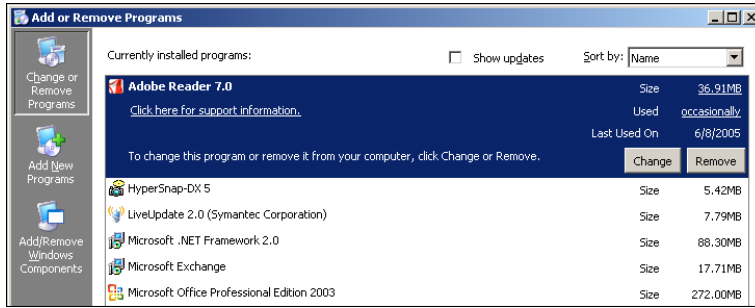 Add or Remove Programs
Change or
Remove
Programs
Add New
Programs
Add/Remove
Windows
Components
Currently installed programs:
Show updates
Sort by: Name
Adobe Reader 7.0
Size 36.91MB
Click here for support information.
Used occasionally
Last Used On 6/8/2005
To change this program or remove it from your computer, click Change or Remove.
Change Remove
HyperSnap-DX 5 Size 5.42MB
LiveUpdate 2.0 (Symantec Corporation) Size 7.79MB
Microsoft .NET Framework 2.0 Size 88.30MB
Microsoft Exchange Size 17.71MB
Microsoft Office Professional Edition 2003 Size 272.00MB